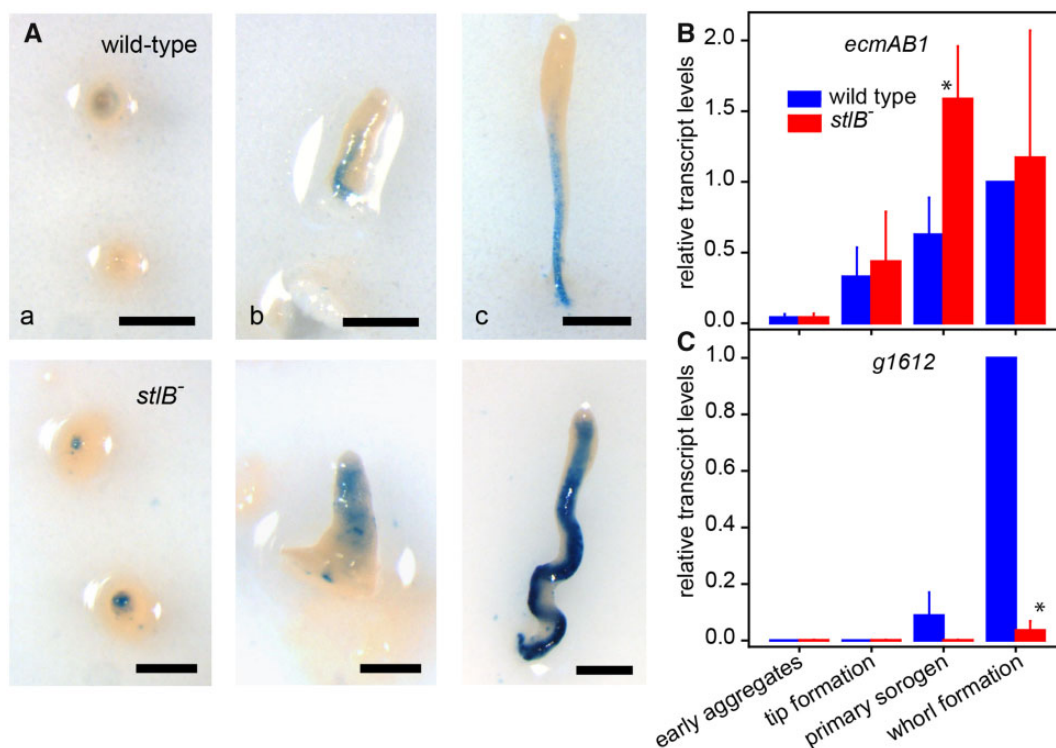 A
wild-type
a
b
c
stlB-
B
ecmAB1
wild type
stlB-
*
relative transcript levels
2.0
1.5
1.0
0.5
0.0
C
g1612
*
relative transcript levels
1.0
0.8
0.6
0.4
0.2
0.0
early aggregates
tip formation
primary sorogen
whorl formation